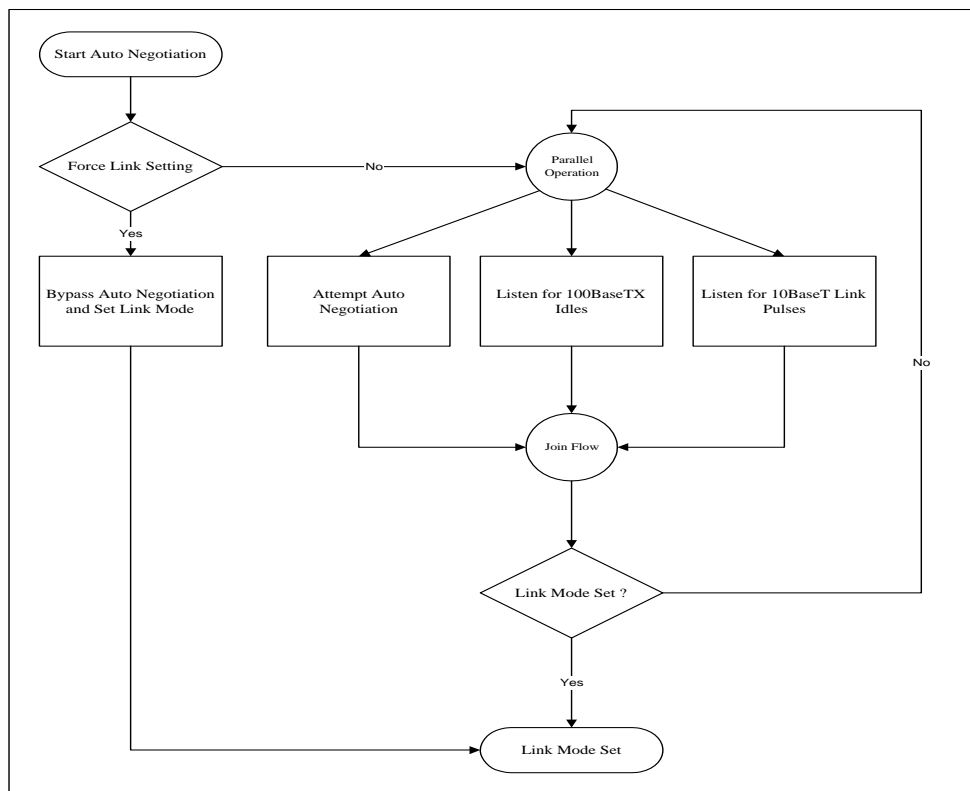 Start Auto Negotiation
Force Link Setting
No
Parallel
Operation
Yes
Bypass Auto Negotiation
and Set Link Mode
Attempt Auto
Negotiation
Listen for 100BaseTX
Idles
Listen for 10BaseT Link
Pulses
No
Join Flow
Link Mode Set ?
Yes
Link Mode Set